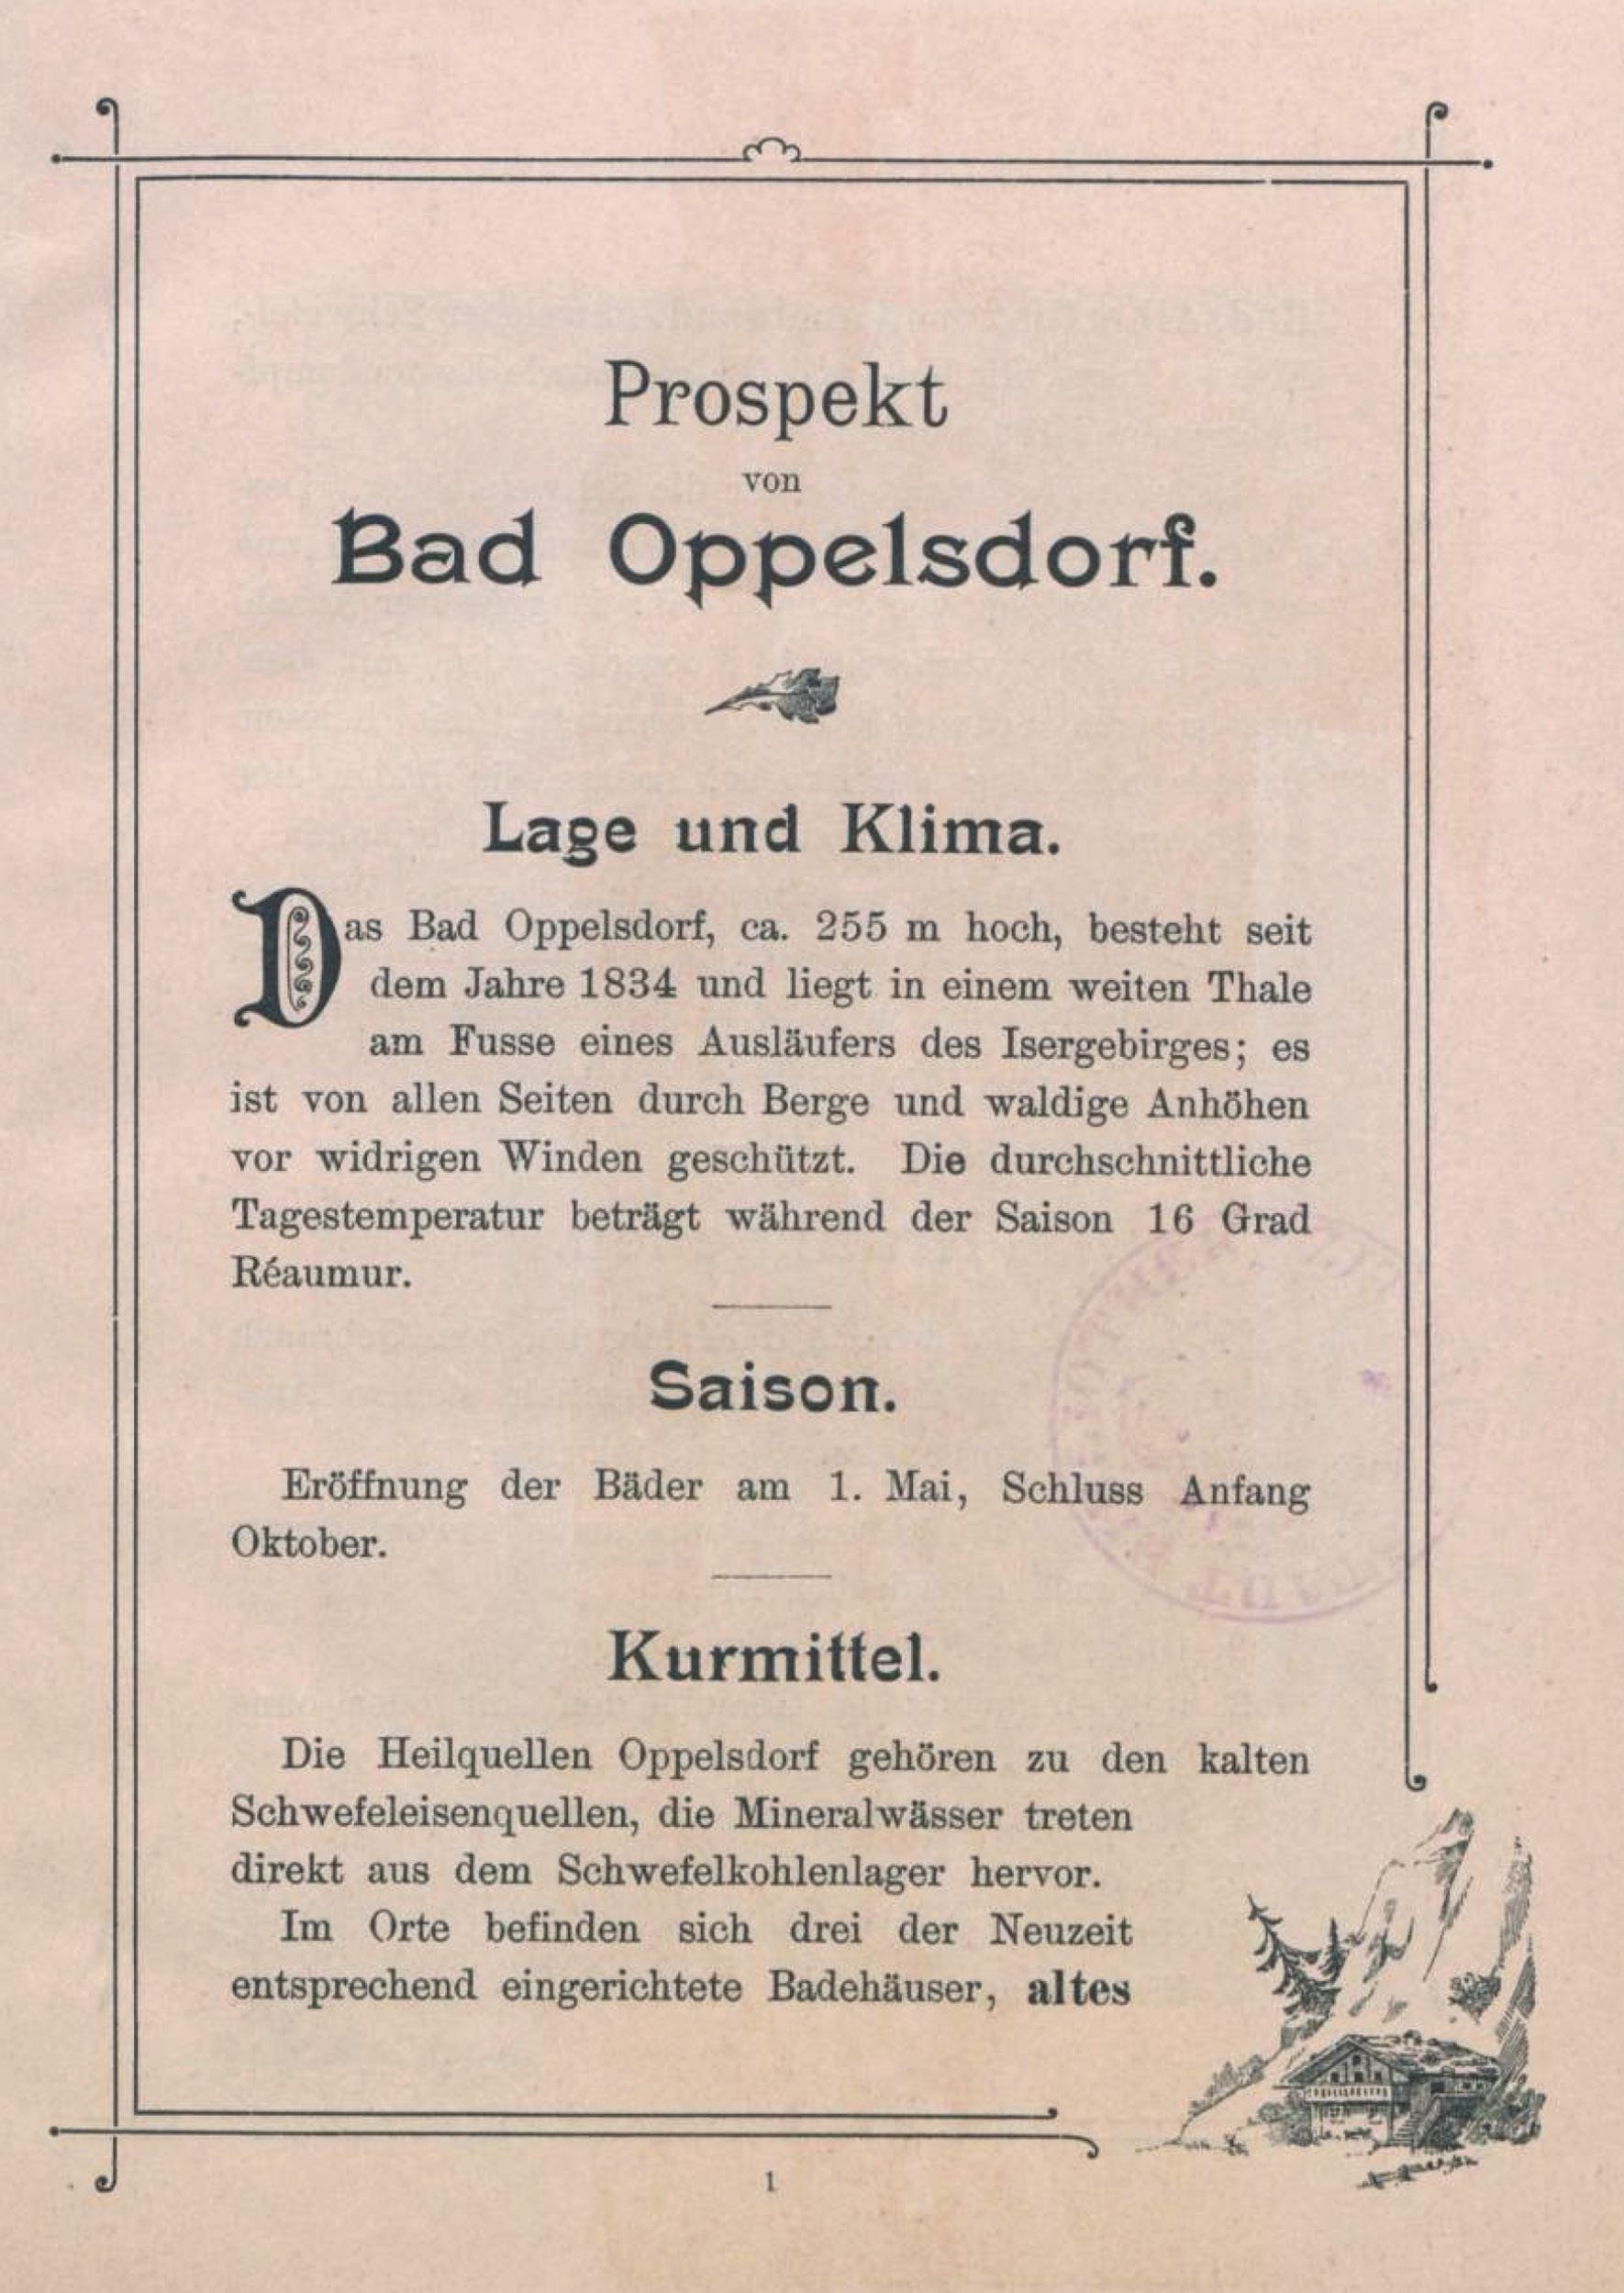 Prospekt
von
Bad Oppelsdorf.
Lage und Klima.
Das Bad Oppelsdorf, ca. 255 m hoch, besteht seit
dem Jahre 1834 und liegt in einem weiten Thale
am Fusse eines Ausläufers des Isergebirges; es
ist von allen Seiten durch Berge und waldige Anhöhen
vor widrigen Winden geschützt. Die durchschnittliche
Tagestemperatur beträgt während der Saison 16 Grad
Réaumur.
Saison.
Eröffnung der Bäder am 1. Mai, Schluss Anfang
Oktober.
Kurmittel.
Die Heilquellen Oppelsdorf gehören zu den kalten
Schwefeleisenquellen, die Mineralwässer treten
direkt aus dem Schwefelkohlenlager hervor.
Im Orte befinden sich drei der Neuzeit
entsprechend eingerichtete Badehäuser, altes
1